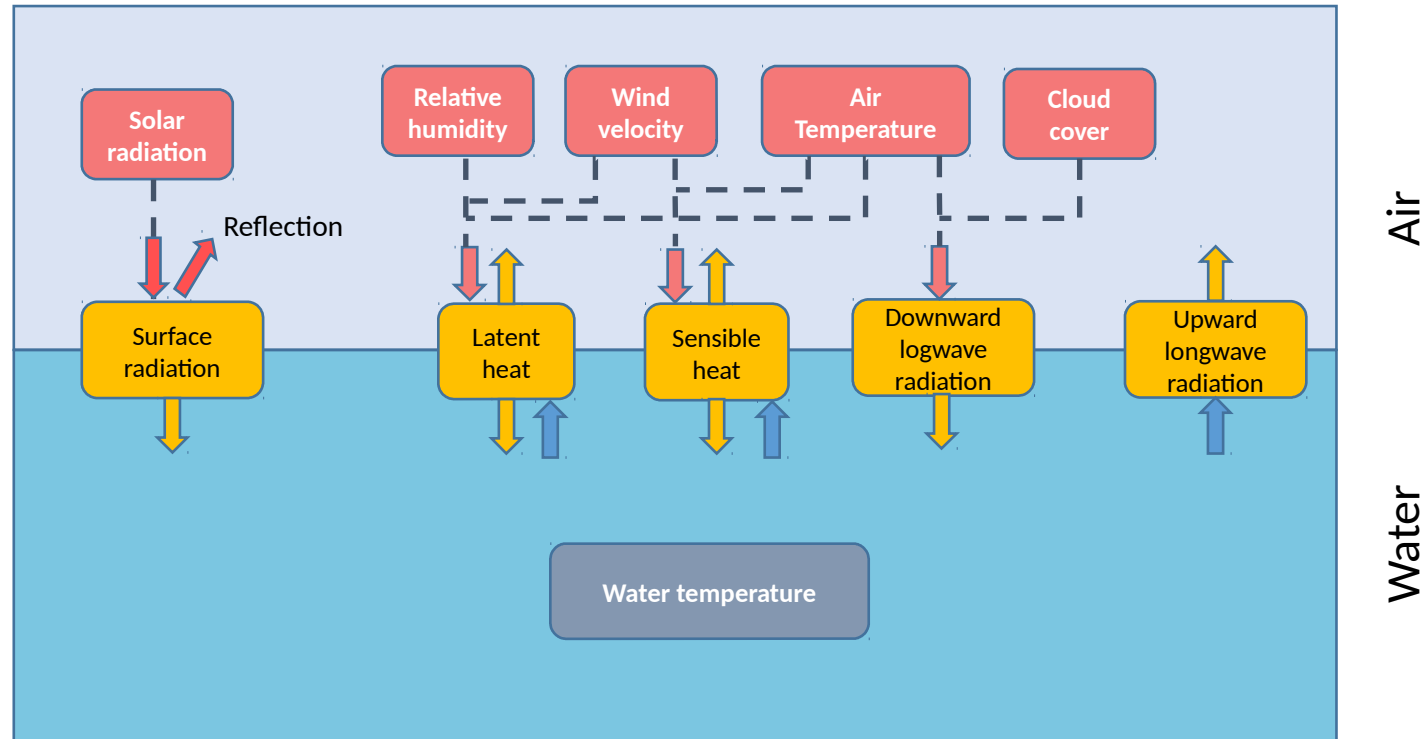 Solar
radiation
Relative
humidity
Wind
velocity
Air
Temperature
Cloud
cover
Reflection
Air
Surface
radiation
Latent
heat
Sensible
heat
Downward
logwave
radiation
Upward
longwave
radiation
Water
Water temperature